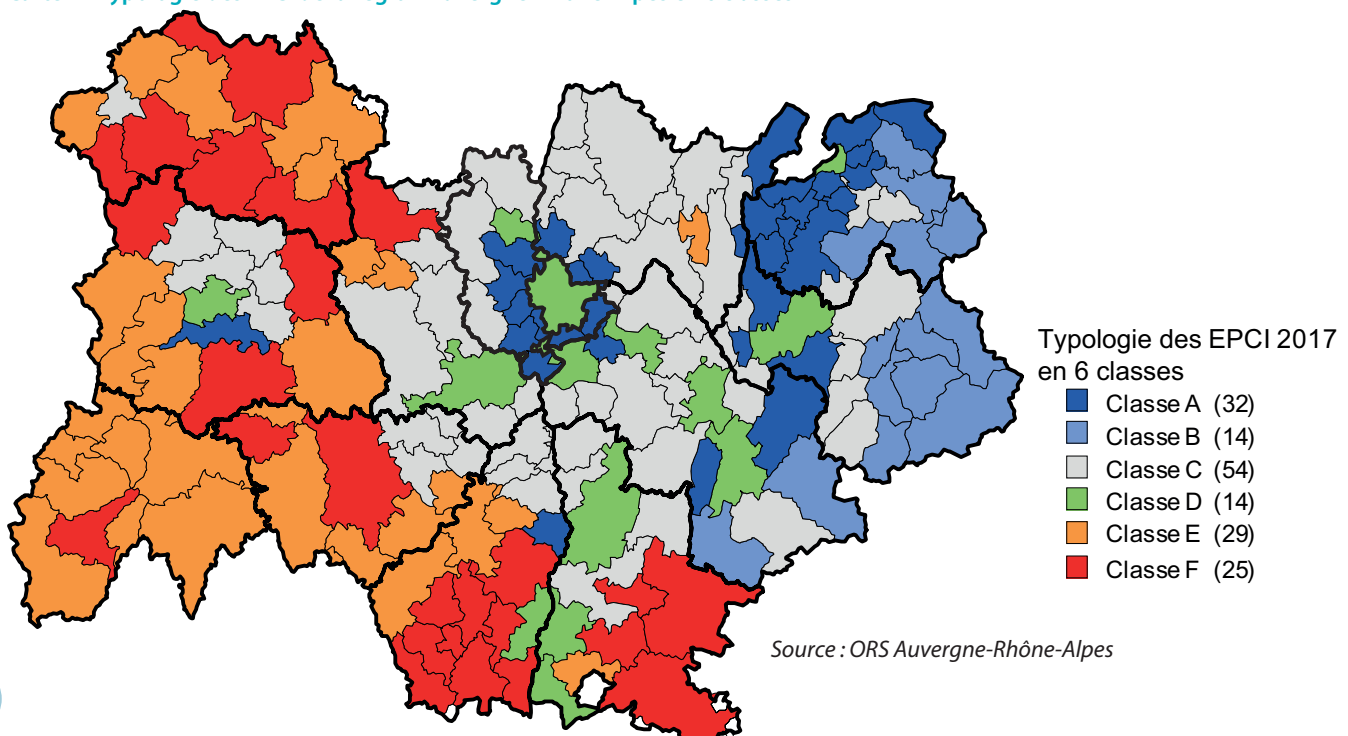 Typologie des EPCI 2017
en 6 classes
Classe A (32)
Classe B (14)
Classe C (54)
Classe D (14)
Classe E (29)
Classe F (25)
Source : ORS Auvergne-Rhône-Alpes